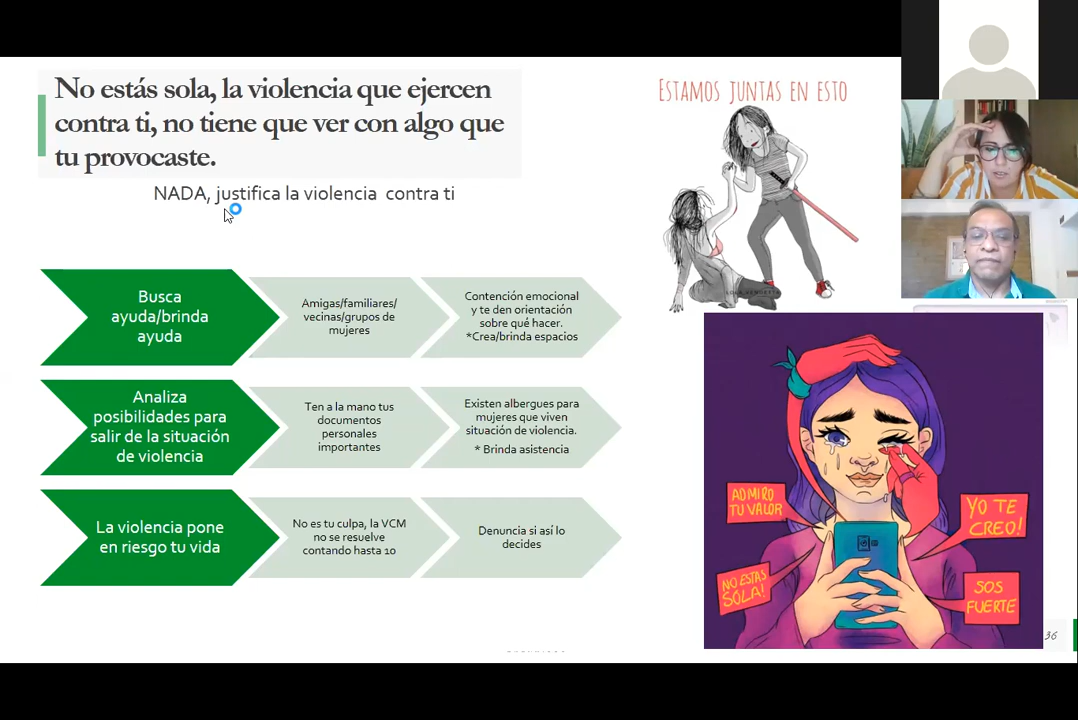 No estás sola, la violencia que ejercen
contra ti, no tiene que ver con algo que
tu provocaste.
NADA, justifica la violencia contra ti
Busca
ayuda/brinda
ayuda
Amigas/familiares/
vecinas/grupos de
mujeres
Contención emocional
y te den orientación
sobre qué hacer.
*Crea/brinda espacios
Analiza
posibilidades para
salir de la situación
de violencia
Ten a la mano tus
documentos
personales
importantes
Existen albergues para
mujeres que viven
situación de violencia.
* Brinda asistencia
La violencia pone
en riesgo tu vida
No es tu culpa, la VCM
no se resuelve
contando hasta 10
Denuncia si así lo
decides
ESTAMOS JUNTAS EN ESTO
ADMIRO
TU VALOR
YO TE
CREO!
NO ESTAS
SOLA!
SOS
FUERTE
36